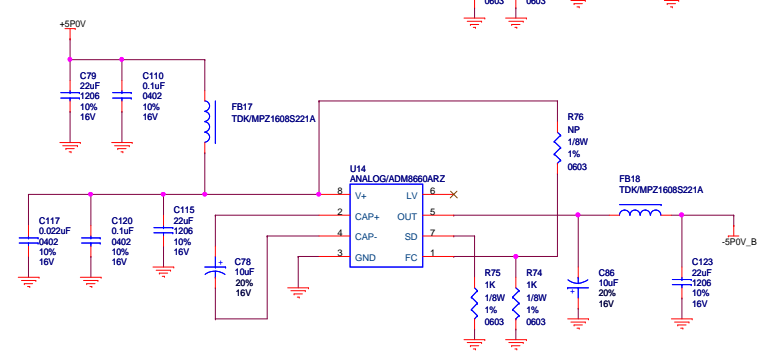 0603
0603
+5P0V
C79
22uF
1206
10%
16V
C110
0.1uF
0402
10%
16V
FB17
TDK/MPZ1608S221A
R76
NP
1/8W
1%
0603
U14
ANALOG/ADM8660ARZ
FB18
TDK/MPZ1608S221A
8
V+
LV
6
2
CAP+
OUT
5
4
CAP-
SD
7
3
GND
FC
1
C117
0.022uF
0402
10%
16V
C120
0.1uF
0402
10%
16V
C115
22uF
1206
10%
16V
C78
10uF
20%
16V
+
R75
1K
1/8W
1%
0603
R74
1K
1/8W
1%
0603
C86
10uF
20%
16V
+
C123
22uF
1206
10%
16V
-5P0V_B